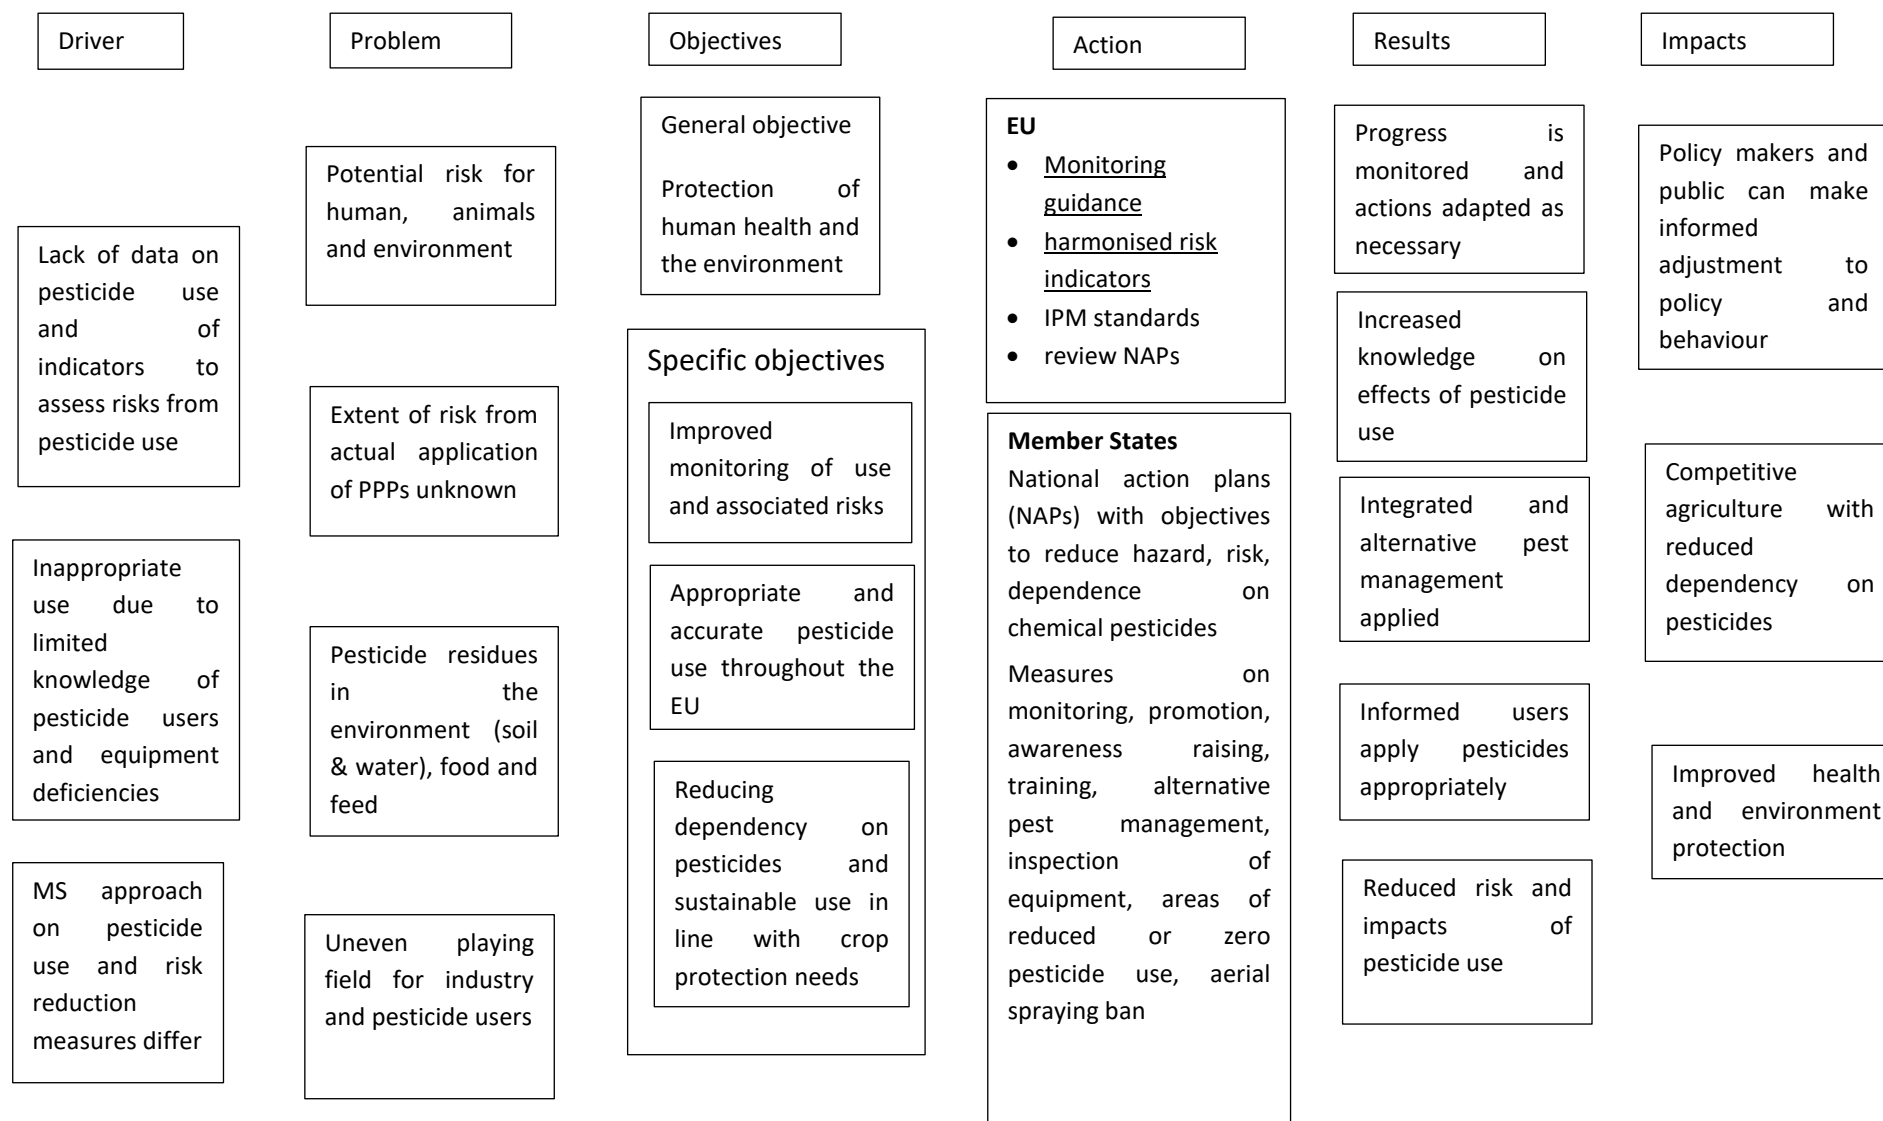 Driver
Problem
Objectives
Action
Results
Impacts
Lack of data on
pesticide use
and of
indicators to
assess risks from
pesticide use
Inappropriate
use due to
limited
knowledge of
pesticide users
and equipment
deficiencies
MS approach
on pesticide
use and risk
reduction
measures differ
Potential risk for
human, animals
and environment
Extent of risk from
actual application
of PPPs unknown
Pesticide residues
in the
environment (soil
& water), food and
feed
Uneven playing
field for industry
and pesticide users
General objective
Protection of
human health and
the environment
Specific objectives
Improved
monitoring of use
and associated risks
Appropriate and
accurate pesticide
use throughout the
EU
Reducing
dependency on
pesticides and
sustainable use in
line with crop
protection needs
EU
• Monitoring
guidance
• harmonised risk
indicators
• IPM standards
• review NAPs
Member States
National action plans
(NAPs) with objectives
to reduce hazard, risk,
dependence on
chemical pesticides
Measures on
monitoring, promotion,
awareness raising,
training, alternative
pest management,
inspection of
equipment, areas of
reduced or zero
pesticide use, aerial
spraying ban
Progress is
monitored and
actions adapted as
necessary
Increased
knowledge on
effects of pesticide
use
Integrated and
alternative pest
management
applied
Informed users
apply pesticides
appropriately
Reduced risk and
impacts of
pesticide use
Policy makers and
public can make
informed
adjustment to
policy and
behaviour
Competitive
agriculture with
reduced
dependency on
pesticides
Improved health
and environment
protection